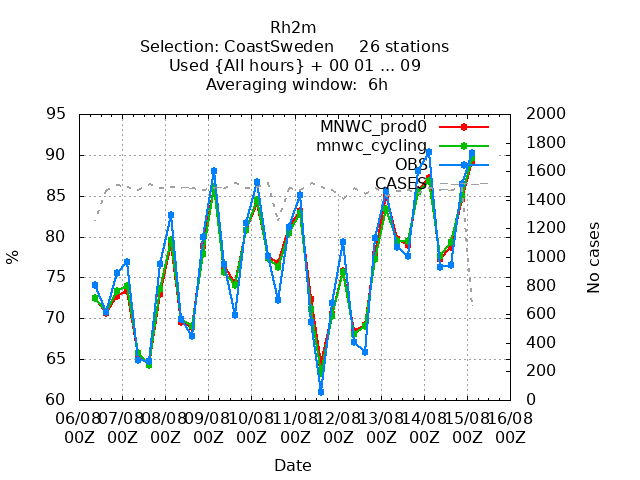 Rh2m
Selection: CoastSweden     26 stations
Used {All hours} + 00 01 ... 09
Averaging window:  6h
95
90
85
80
75
70
65
60
2000
1800
1600
1400
1200
1000
800
600
400
200
0
MNWC_prod0
mnwc_cycling
OBS
CASES
%
No cases
06/08 07/08 08/08 09/08 10/08 11/08 12/08 13/08 14/08 15/08 16/08
00Z 00Z 00Z 00Z 00Z 00Z 00Z 00Z 00Z 00Z 00Z
Date